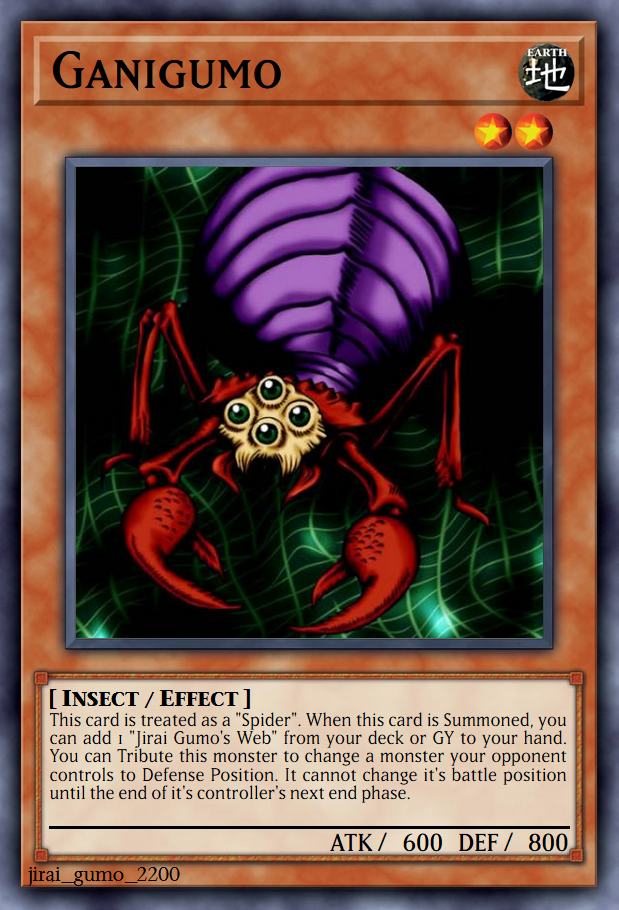 GANIGUMO
EARTH
地
[ INSECT / EFFECT ]
This card is treated as a "Spider". When this card is Summoned, you
can add 1 "Jirai Gumo's Web" from your deck or GY to your hand.
You can Tribute this monster to change a monster your opponent
controls to Defense Position. It cannot change it's battle position
until the end of it's controller's next end phase.
ATK / 600 DEF / 800
jirai_gumo_2200